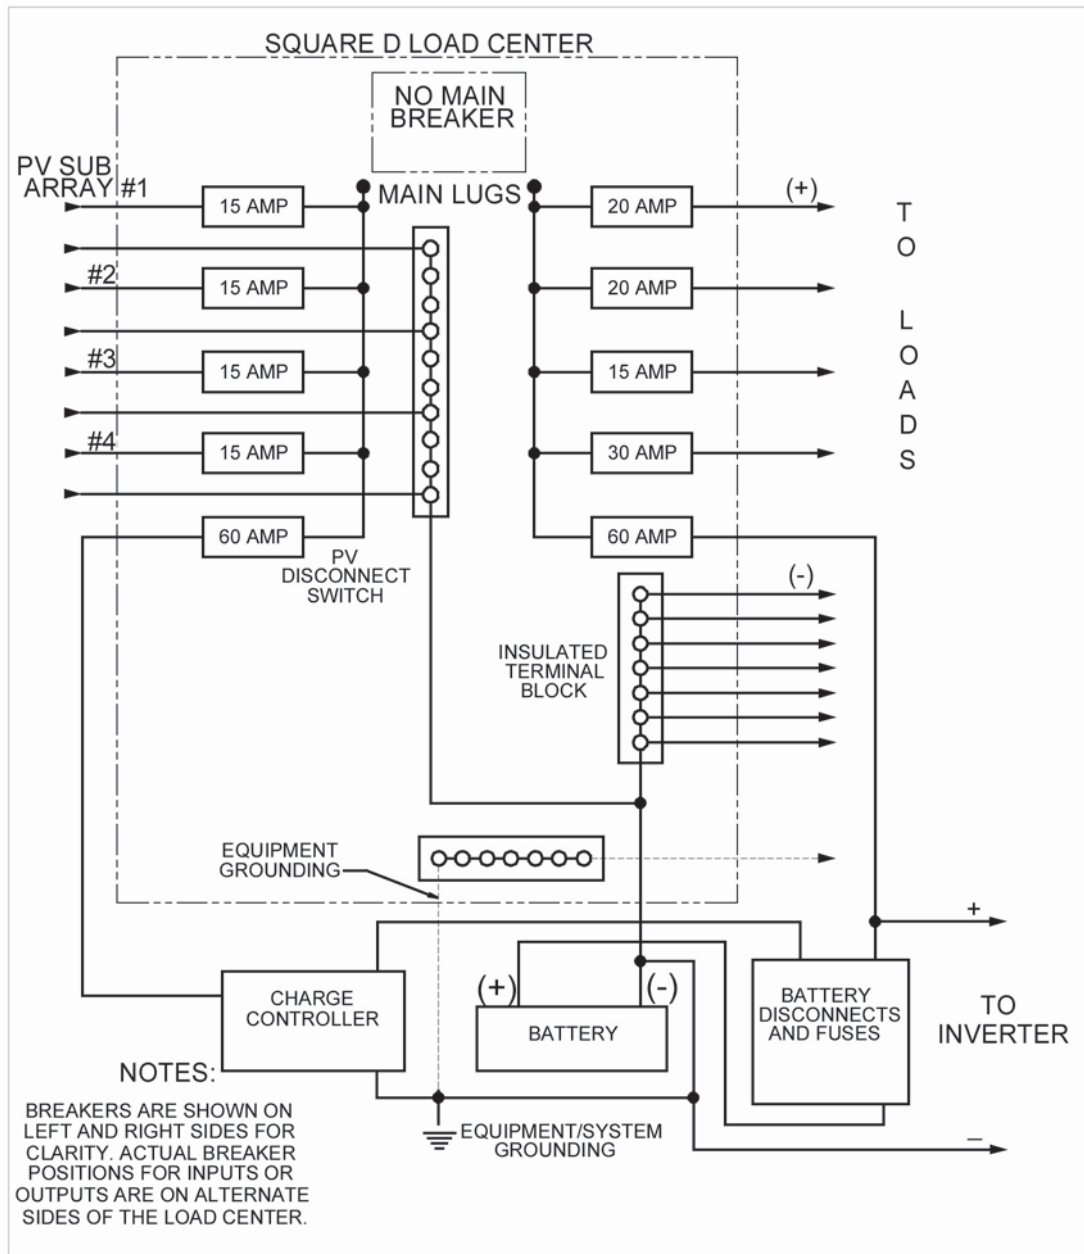 SQUARE D LOAD CENTER
NO MAIN
BREAKER
PV SUB
ARRAY #1
MAIN LUGS
15 AMP
20 AMP
(+)
#2
15 AMP
20 AMP
#3
15 AMP
15 AMP
#4
15 AMP
30 AMP
60 AMP
60 AMP
TO LOADS
PV
DISCONNECT
SWITCH
(-)
INSULATED
TERMINAL
BLOCK
EQUIPMENT
GROUNDING
+
CHARGE
CONTROLLER
(+)
(-)
BATTERY
BATTERY
DISCONNECTS
AND FUSES
TO
INVERTER
NOTES:
BREAKERS ARE SHOWN ON
LEFT AND RIGHT SIDES FOR
CLARITY. ACTUAL BREAKER
POSITIONS FOR INPUTS OR
OUTPUTS ARE ON ALTERNATE
SIDES OF THE LOAD CENTER.
EQUIPMENT/SYSTEM
GROUNDING
–